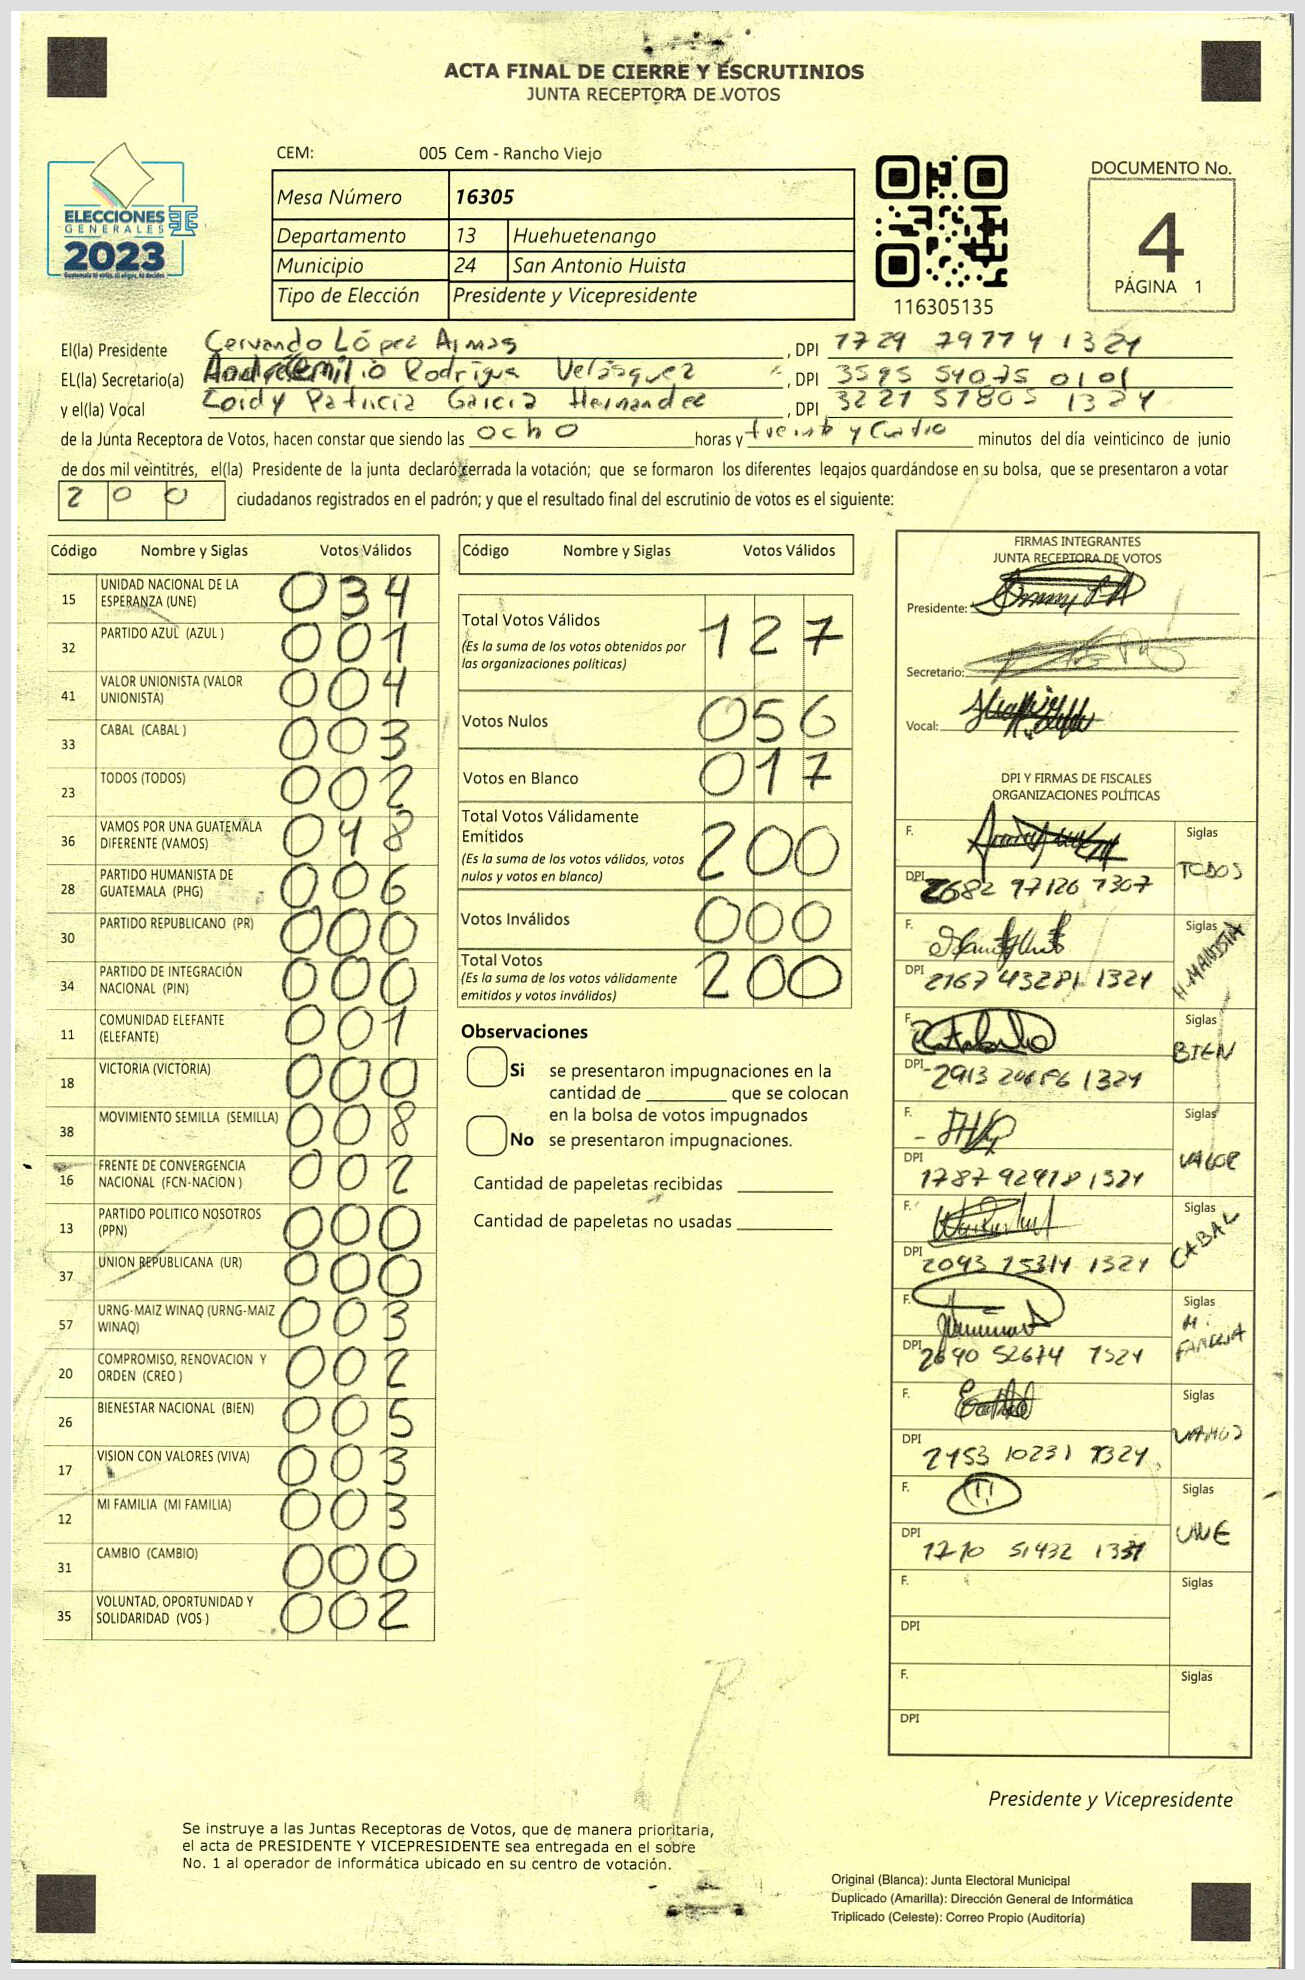 ACTA FINAL DE CIERRE Y ESCRUTINIOS
JUNTA RECEPTORA DE VOTOS
CEM: 005 Cem - Rancho Viejo
ELECCIONES
GENERALES
2023
Mesa Número 16305
Departamento 13 Huehuetenango
Municipio 24 San Antonio Huista
Tipo de Elección Presidente y Vicepresidente
116305135
DOCUMENTO No.
4
PÁGINA 1
El(la) Presidente Cervando López Armas , DPI 1729 79774 1324
EL(la) Secretario(a) Emilio Rodrigua Velasquez , DPI 3595 54075 0101
y el(la) Vocal Patricia Garcia Hernandez , DPI 3221 57805 1324
de la Junta Receptora de Votos, hacen constar que siendo las ocho horas y treinta y Cuatro minutos del día veinticinco de junio
de dos mil veintitrés, el(la) Presidente de la junta declaró cerrada la votación; que se formaron los diferentes legajos quardándose en su bolsa, que se presentaron a votar
200 ciudadanos registrados en el padrón; y que el resultado final del escrutinio de votos es el siguiente:
Código Nombre y Siglas Votos Válidos
15 UNIDAD NACIONAL DE LA ESPERANZA (UNE) 034
32 PARTIDO AZUL (AZUL ) 001
41 VALOR UNIONISTA (VALOR UNIONISTA) 004
33 CABAL (CABAL ) 003
23 TODOS (TODOS) 002
36 VAMOS POR UNA GUATEMALA DIFERENTE (VAMOS) 048
28 PARTIDO HUMANISTA DE GUATEMALA (PHG) 006
30 PARTIDO REPUBLICANO (PR) 000
34 PARTIDO DE INTEGRACIÓN NACIONAL (PIN) 000
11 COMUNIDAD ELEFANTE (ELEFANTE) 001
18 VICTORIA (VICTORIA) 000
38 MOVIMIENTO SEMILLA (SEMILLA) 008
16 FRENTE DE CONVERGENCIA NACIONAL (FCN-NACION ) 002
13 PARTIDO POLITICO NOSOTROS (PPN) 000
37 UNION REPUBLICANA (UR) 000
57 URNG-MAIZ WINAQ (URNG-MAIZ WINAQ) 003
20 COMPROMISO, RENOVACION Y ORDEN (CREO ) 002
26 BIENESTAR NACIONAL (BIEN) 005
17 VISION CON VALORES (VIVA) 003
12 MI FAMILIA (MI FAMILIA) 003
31 CAMBIO (CAMBIO) 000
35 VOLUNTAD, OPORTUNIDAD Y SOLIDARIDAD (VOS ) 002
Código Nombre y Siglas Votos Válidos
Total Votos Válidos 127
(Es la suma de los votos obtenidos por
las organizaciones politicas)
Votos Nulos 056
Votos en Blanco 017
Total Votos Válidamente
Emítidos 200
(Es la suma de los votos válidos, votos
nulos y votos en blanco)
Votos Inválidos 000
Total Votos 200
(Es la suma de los votos válidamente
emitidos y votos inválidos)
Observaciones
Si se presentaron impugnaciones en la
cantidad de ________ que se colocan
en la bolsa de votos impugnados
No se presentaron impugnaciones.
Cantidad de papeletas recibidas
Cantidad de papeletas no usadas
FIRMAS INTEGRANTES
JUNTA RECEPTORA DE VOTOS
Presidente:
Secretario:
Vocal:
DPI Y FIRMAS DE FISCALES
ORGANIZACIONES POLÍTICAS
F. Siglas TODOS
DPI 2682 97126 1307
F. Siglas HUMANISTA
DPI 2167 43281 1324
F. Siglas BIEN
DPI 2913 1324
F. Siglas VALOR
DPI 1787 92918 1324
F. Siglas CABAL
DPI 2093 75314 1324
F. Siglas M. FAMILIA
DPI 2690 52674 1324
F. Siglas VAMOS
DPI 2453 10231 1324
F. Siglas UNE
DPI 1770 51432 1324
F. Siglas
DPI
F. Siglas
DPI
Presidente y Vicepresidente
Se instruye a las Juntas Receptoras de Votos, que de manera prioritaria,
el acta de PRESIDENTE Y VICEPRESIDENTE sea entregada en el sobre
No. 1 al operador de informática ubicado en su centro de votación.
Original (Blanca): Junta Electoral Municipal
Duplicado (Amarilla): Dirección General de Informática
Triplicado (Celeste): Correo Propio (Auditoría)